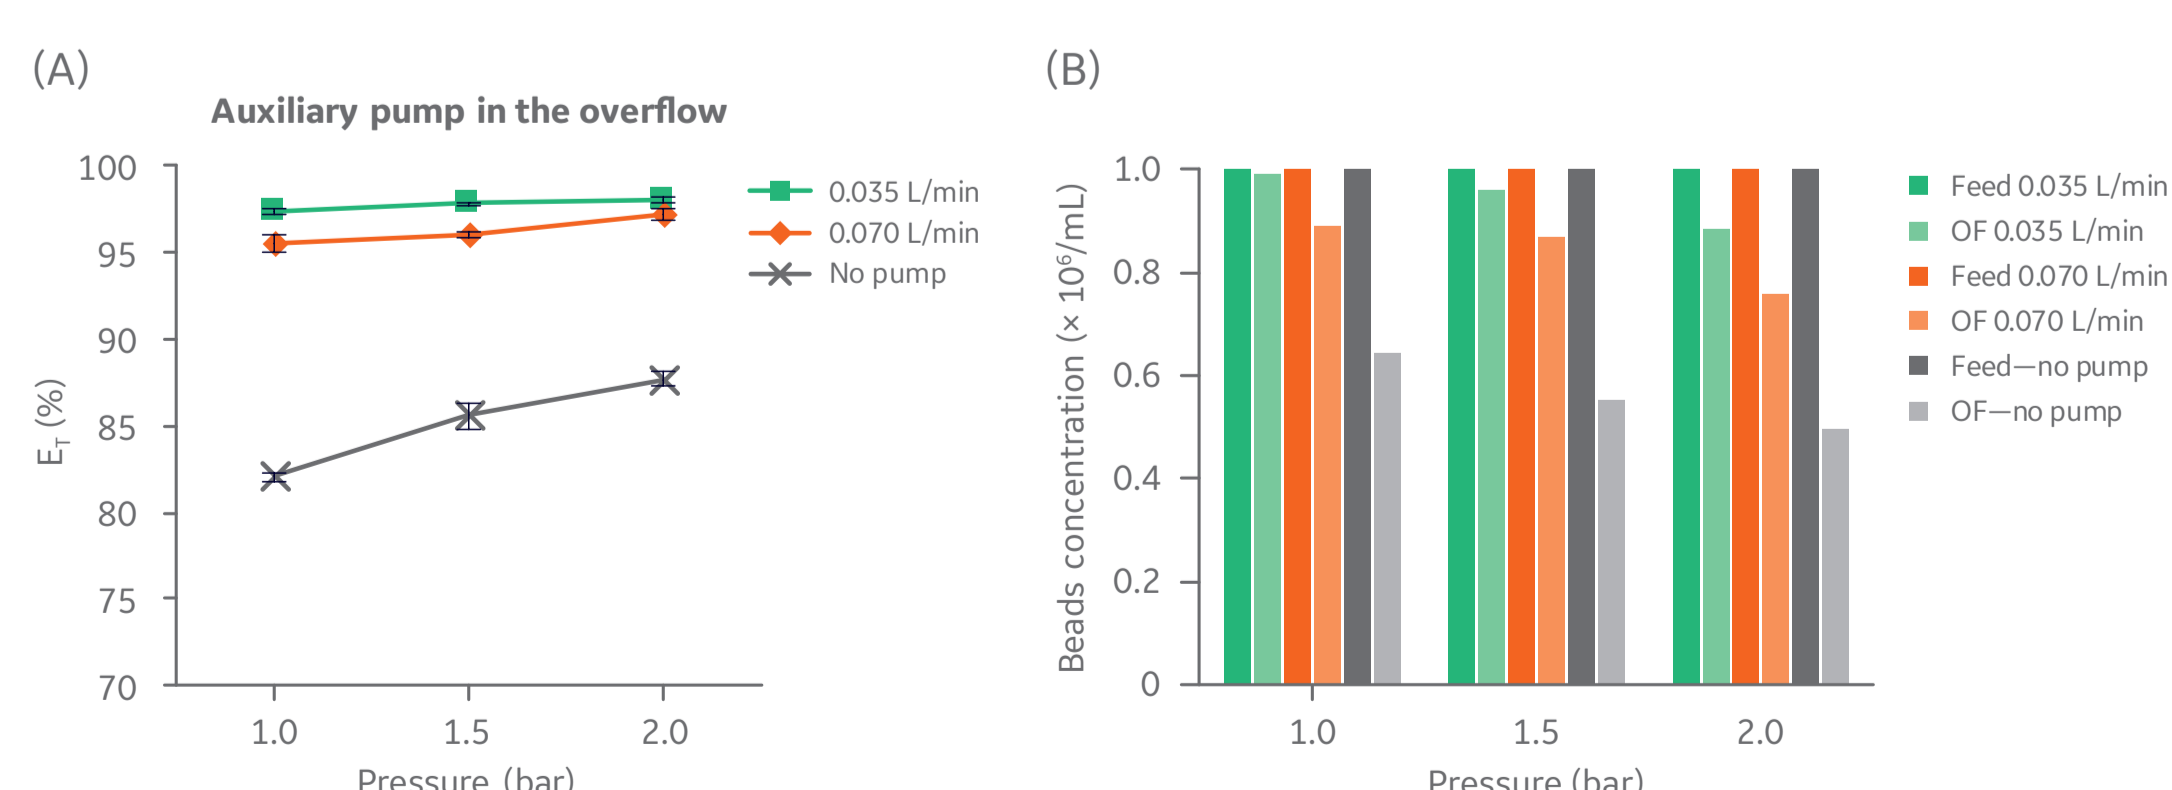 (A)
Auxiliary pump in the overflow
100
95
90
85
80
75
70
E_T (%)
1.0 1.5 2.0
Pressure (bar)
0.035 L/min
0.070 L/min
No pump
(B)
1.0
0.8
0.6
0.4
0.2
0
Beads concentration (× 10⁶/mL)
1.0 1.5 2.0
Pressure (bar)
Feed 0.035 L/min
OF 0.035 L/min
Feed 0.070 L/min
OF 0.070 L/min
Feed—no pump
OF—no pump